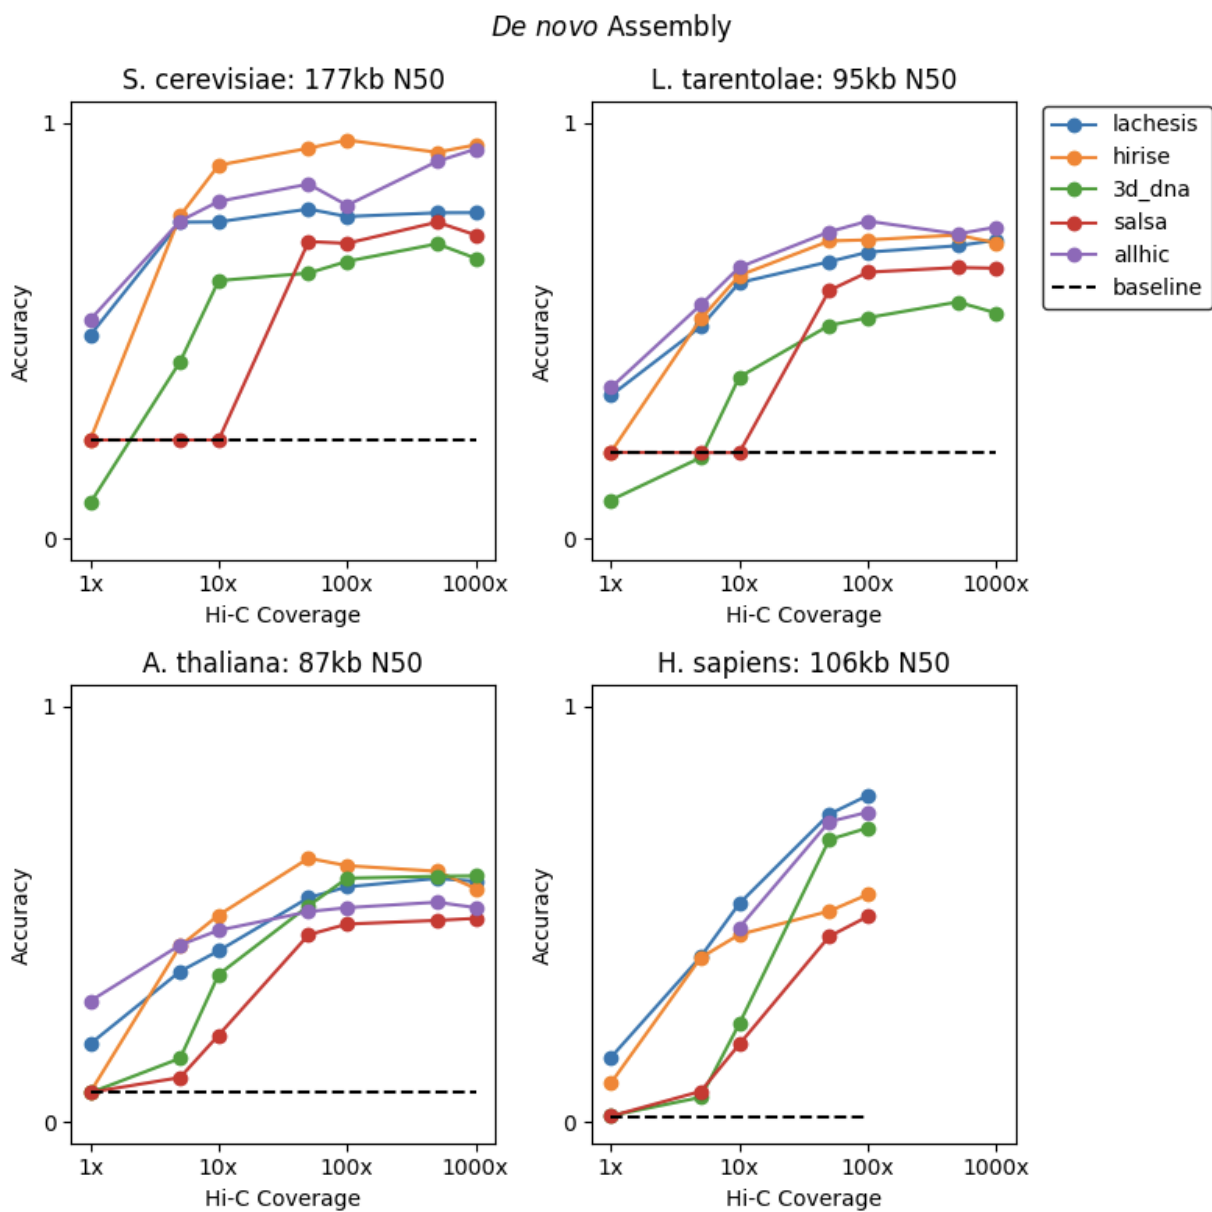 De novo Assembly
S. cerevisiae: 177kb N50
L. tarentolae: 95kb N50
1
0
Accuracy
1x 10x 100x 1000x
Hi-C Coverage
1
0
Accuracy
1x 10x 100x 1000x
Hi-C Coverage
lachesis
hirise
3d_dna
salsa
allhic
baseline
A. thaliana: 87kb N50
H. sapiens: 106kb N50
1
0
Accuracy
1x 10x 100x 1000x
Hi-C Coverage
1
0
Accuracy
1x 10x 100x 1000x
Hi-C Coverage